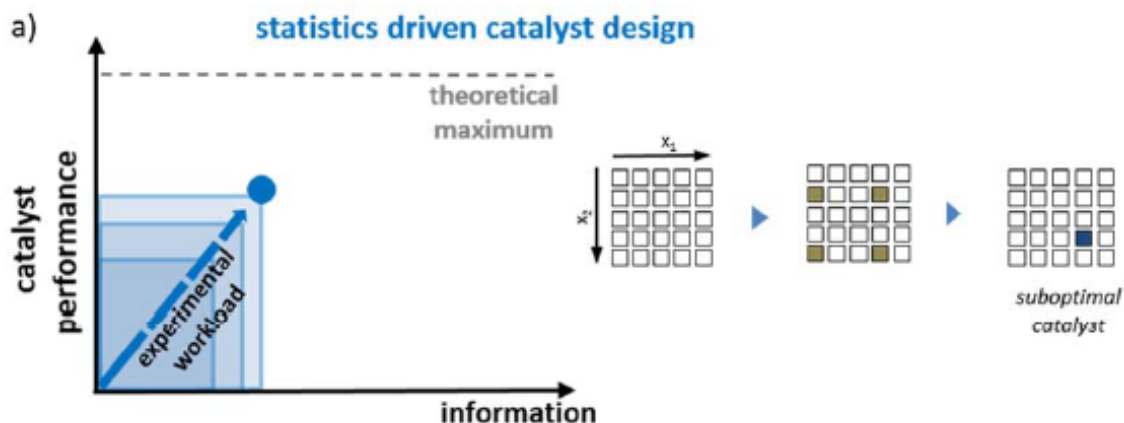 a)
statistics driven catalyst design
theoretical
maximum
catalyst
performance
experimental
workload
information
x₁
x₂
suboptimal
catalyst